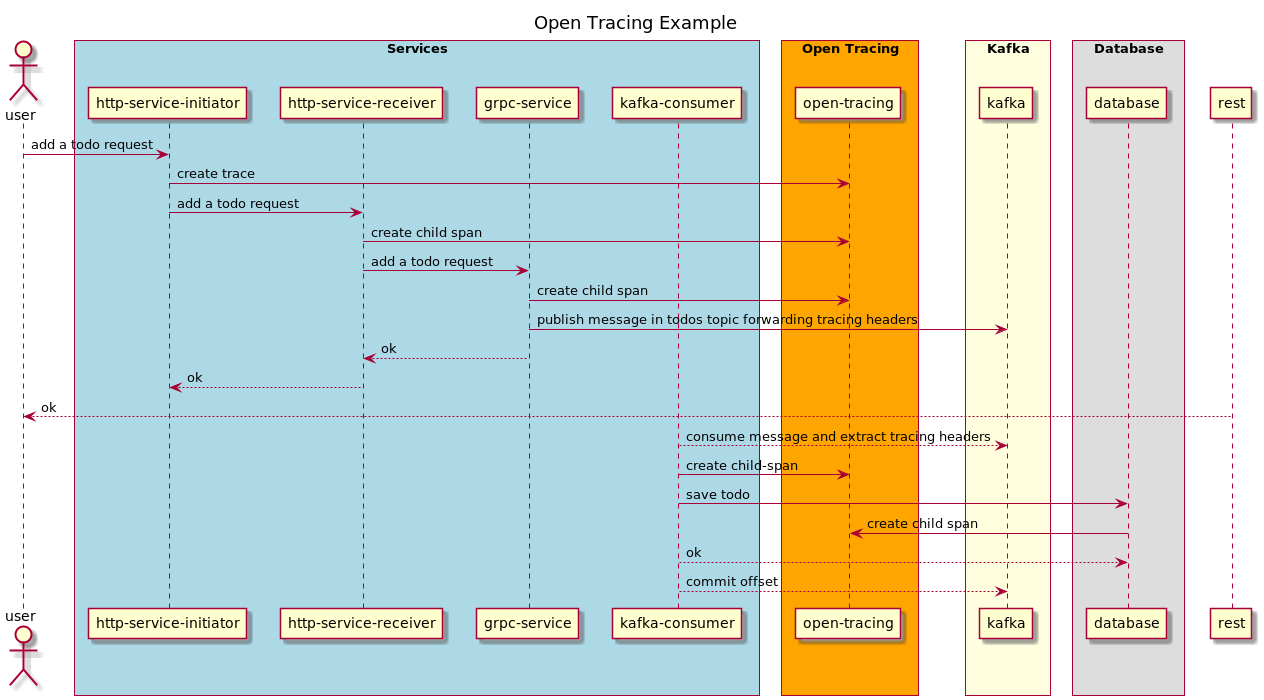 Open Tracing Example
Services
Open Tracing
Kafka
Database
user
http-service-initiator
http-service-receiver
grpc-service
kafka-consumer
open-tracing
kafka
database
rest
add a todo request
create trace
add a todo request
create child span
add a todo request
create child span
publish message in todos topic forwarding tracing headers
ok
ok
ok
consume message and extract tracing headers
create child-span
save todo
create child span
ok
commit offset
user
http-service-initiator
http-service-receiver
grpc-service
kafka-consumer
open-tracing
kafka
database
rest